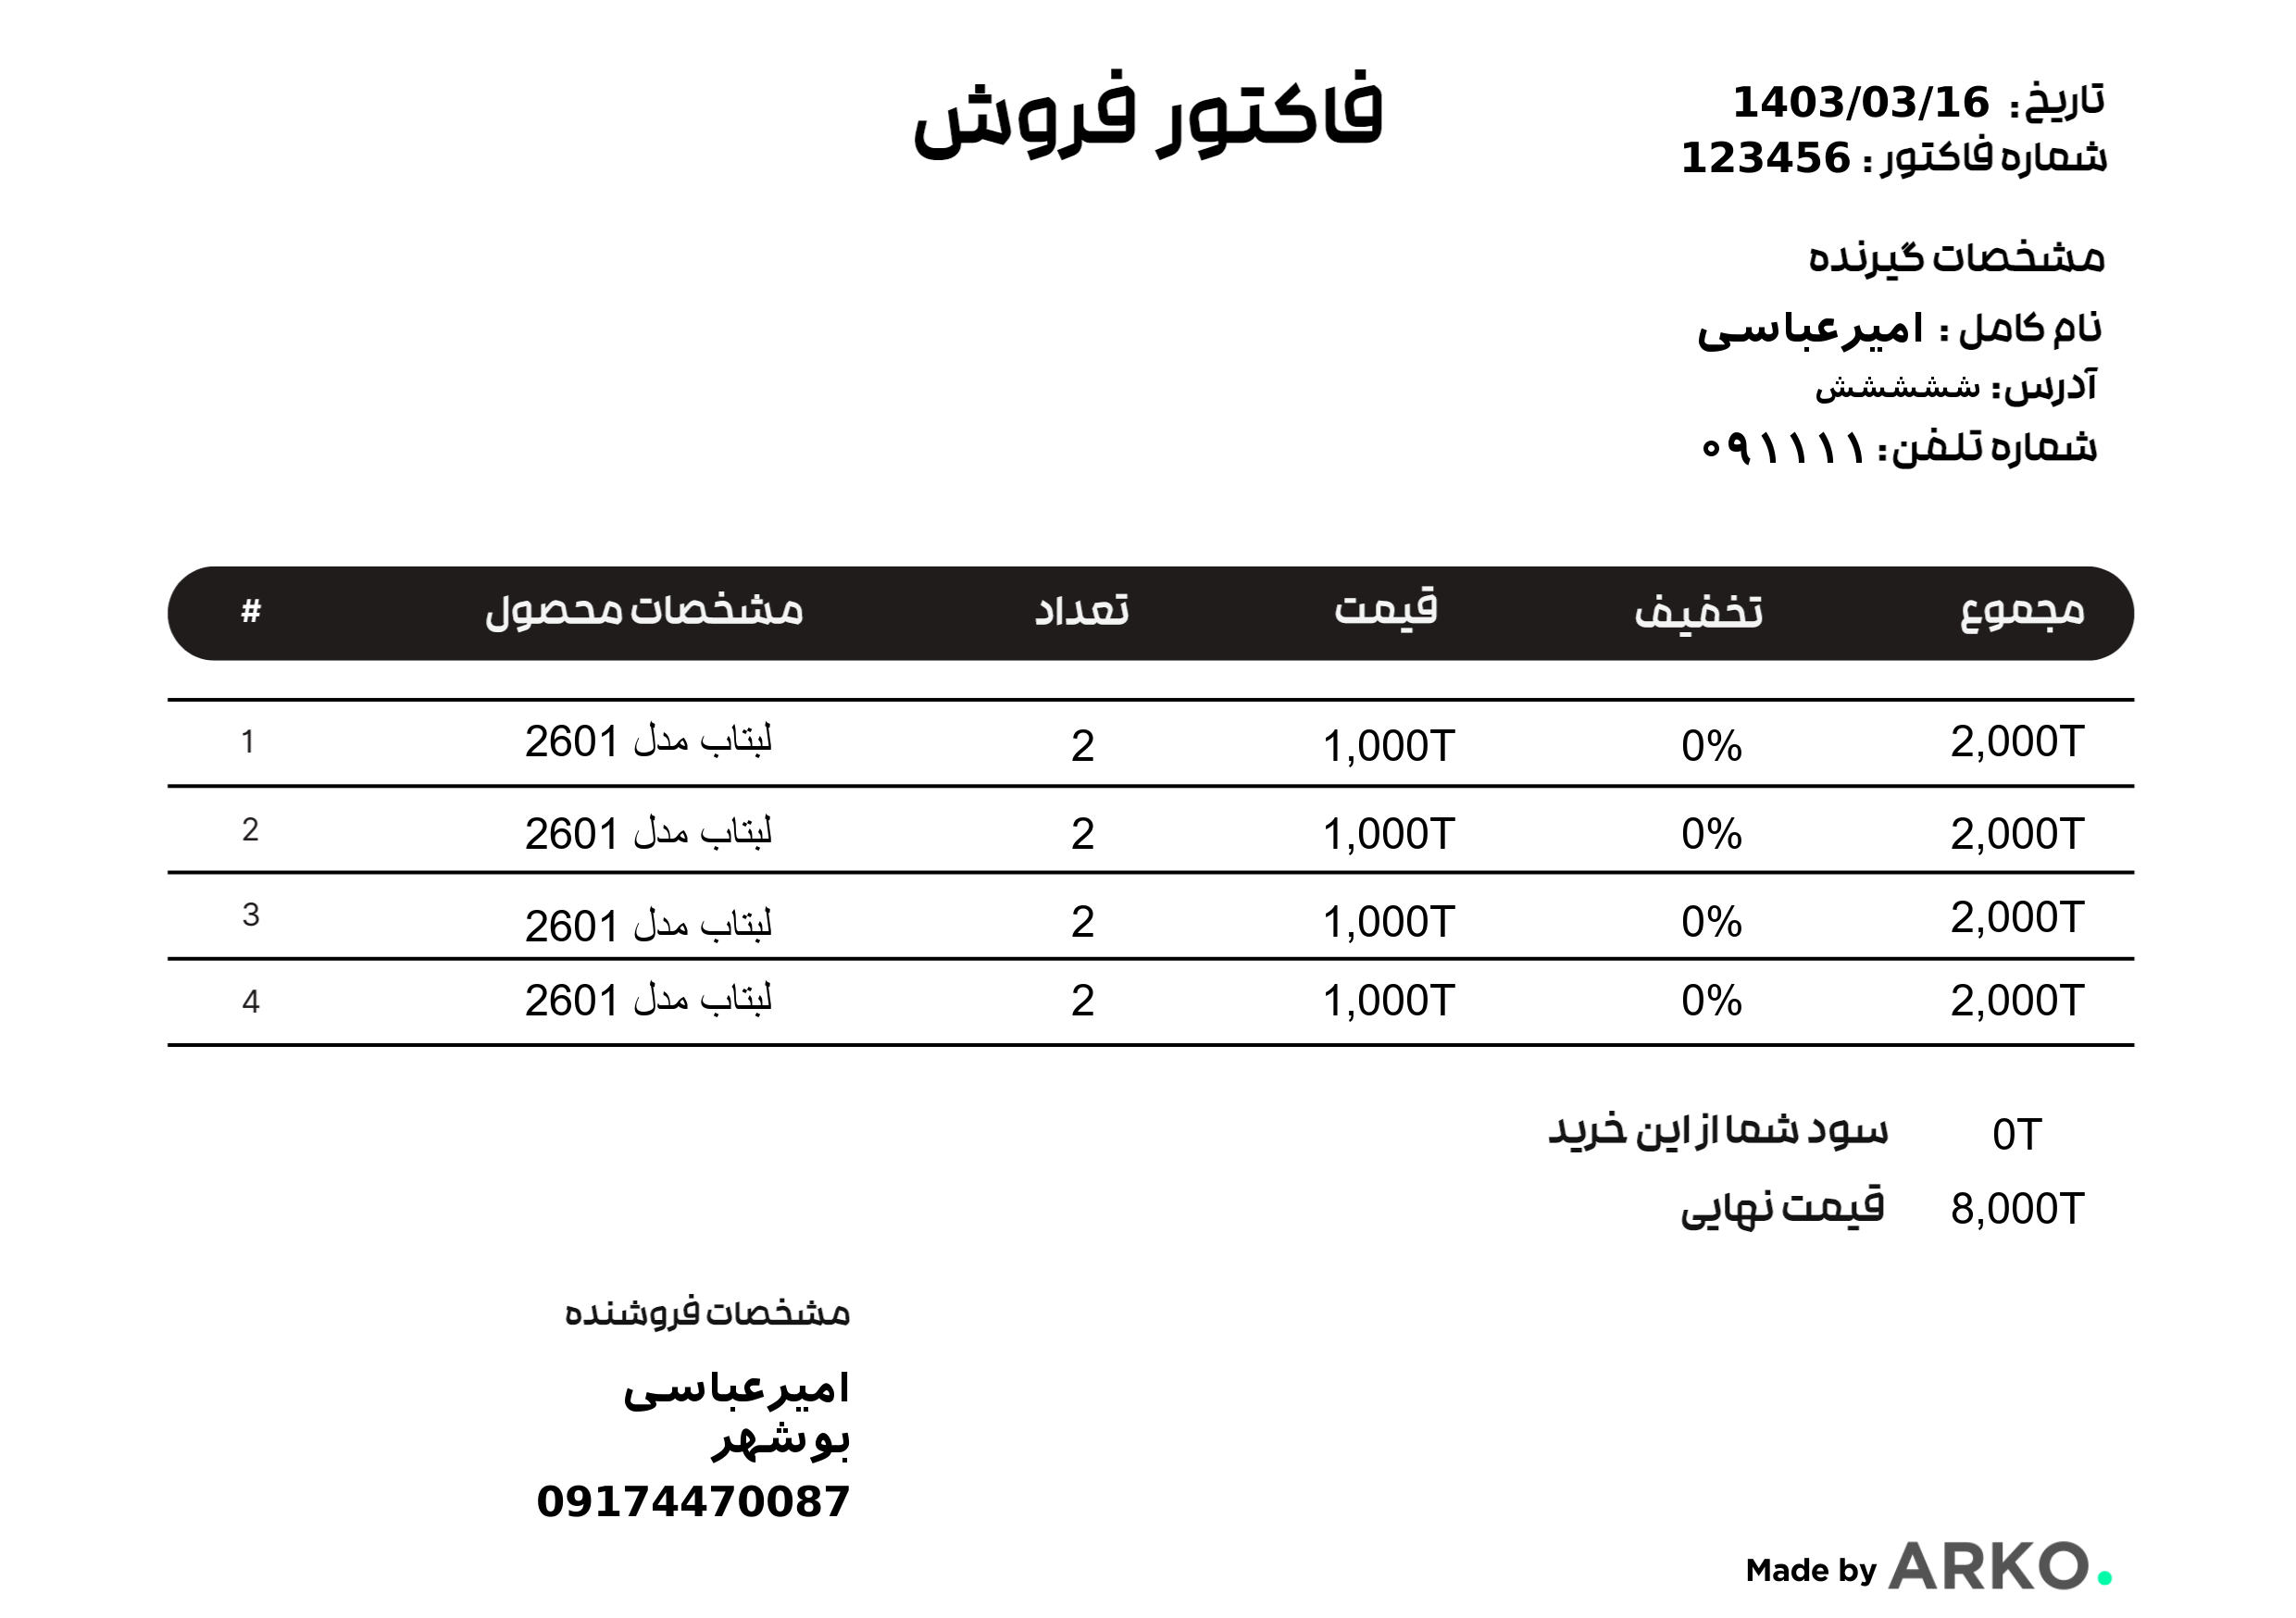 فاکتور فروش
تاریخ: 1403/03/16
شماره فاکتور : 123456
مشخصات گیرنده
نام کامل : امیرعباسی
آدرس: شششششش
شماره تلفن: ۰۹۱۱۱۱
# مشخصات محصول تعداد قیمت تخفیف مجموع
1 لبتاب مدل 2601 2 1,000T 0% 2,000T
2 لبتاب مدل 2601 2 1,000T 0% 2,000T
3 لبتاب مدل 2601 2 1,000T 0% 2,000T
4 لبتاب مدل 2601 2 1,000T 0% 2,000T
سود شما از این خرید 0T
قیمت نهایی 8,000T
مشخصات فروشنده
امیرعباسی
بوشهر
09174470087
Made by ARKO.